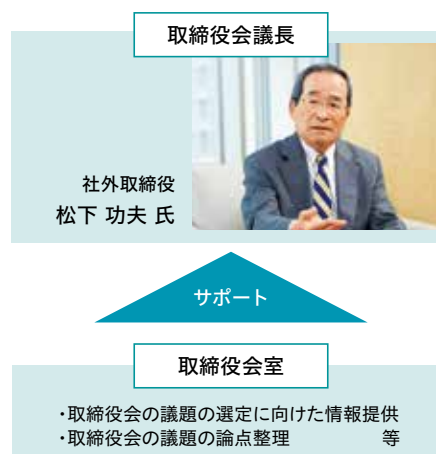 取締役会議長
社外取締役
松下 功夫 氏
サポート
取締役会室
・取締役会の議題の選定に向けた情報提供
・取締役会の議題の論点整理 等